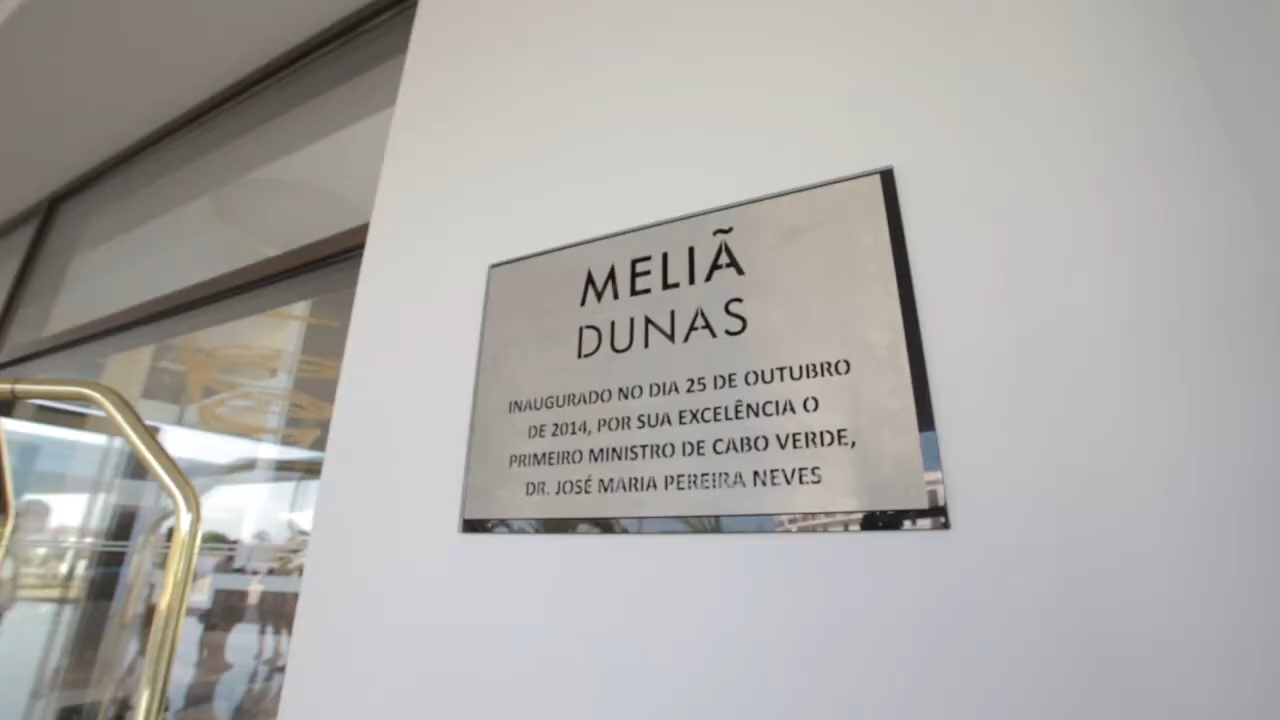 MELIÃ
DUNAS
INAUGURADO NO DIA 25 DE OUTUBRO
DE 2014, POR SUA EXCELÊNCIA O
PRIMEIRO MINISTRO DE CABO VERDE,
DR. JOSÉ MARIA PEREIRA NEVES